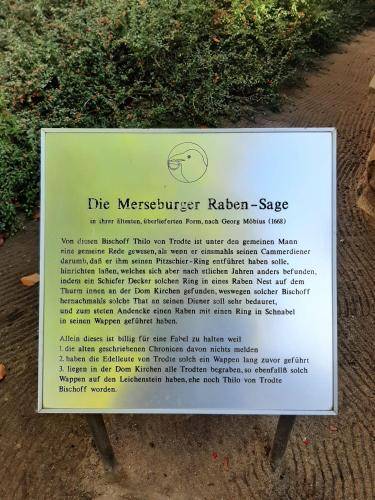 Die Merseburger Raben-Sage
in ihrer ältesten, überlieferten Form, nach Georg Möbius (1668)
Von diesen Bischoff Thilo von Trodte ist unter den gemeinen Mann
eine gemeine Rede gewesen, als wenn er einsmahls seinen Cammerdiener
darumb, daß er ihm seinen Pitzschier-Ring entführet haben solle,
hinrichten laßen, welches sich aber nach etlichen Jahren anders befunden,
indem ein Schiefer Decker solchen Ring in eines Raben Nest auf dem
Thurm innen an der Dom Kirchen gefunden, weswegen solcher Bischoff
hernachmahls solche That an seinen Diener soll sehr bedauret,
und zum steten Andencke einen Raben mit einen Ring in Schnabel
in seinen Wappen geführet haben.
Allein dieses ist billig für eine Fabel zu halten weil
1. die alten geschriebenen Chronicen davon nichts melden
2. haben die Edelleute von Trodte solch ein Wappen lang zuvor geführt
3. liegen in der Dom Kirchen alle Trodten begraben, so ebenfalß solch
Wappen auf den Leichenstein haben, ehe noch Thilo von Trodte
Bischoff worden.